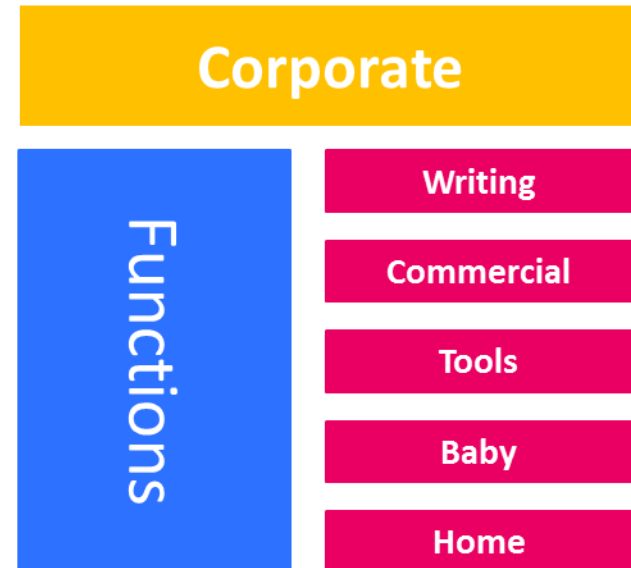 Corporate
Functions
Writing
Commercial
Tools
Baby
Home